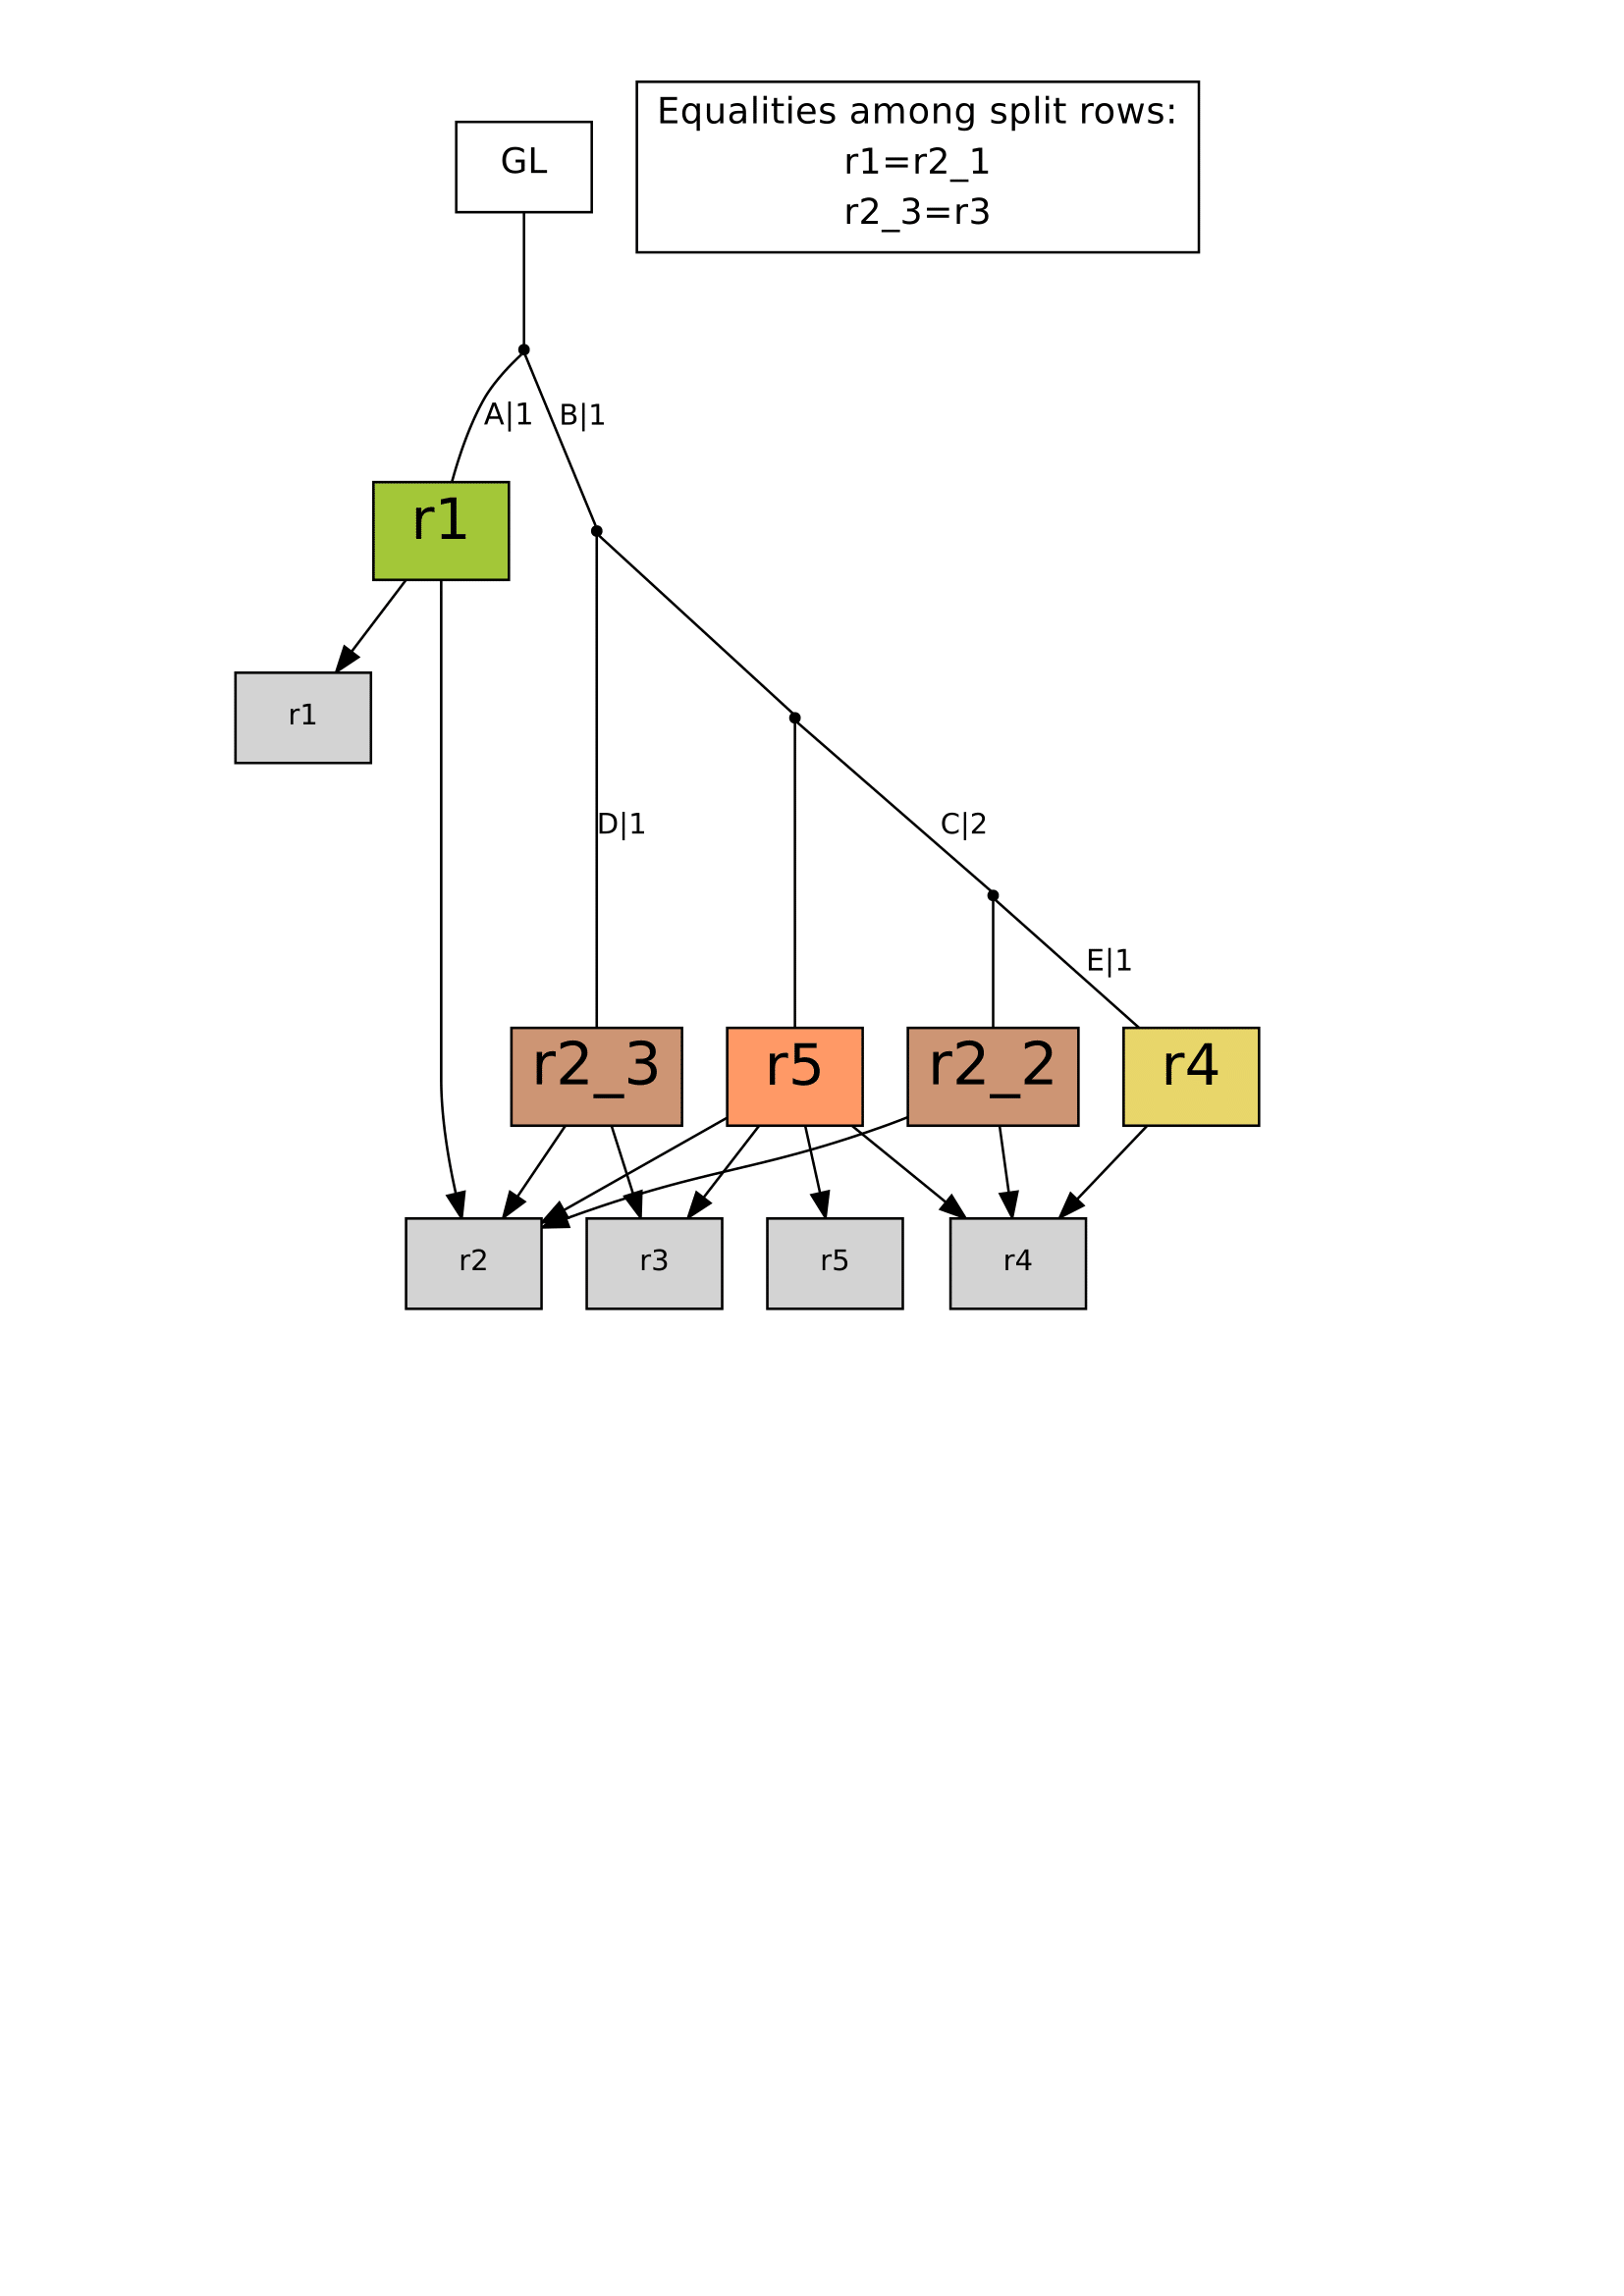 GL
Equalities among split rows:
r1=r2_1
r2_3=r3
A|1
B|1
r1
r1
D|1
C|2
E|1
r2_3
r5
r2_2
r4
r2
r3
r5
r4